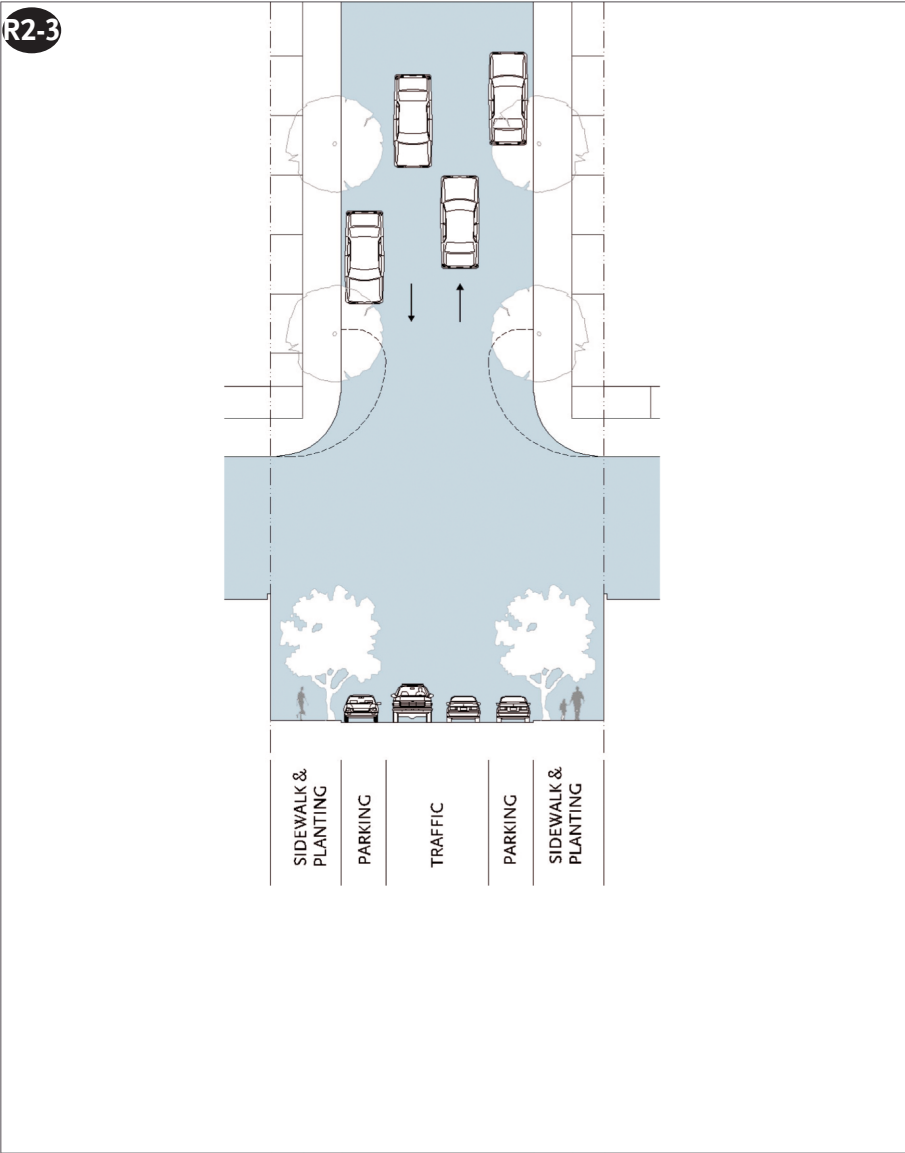 R2-3
SIDEWALK &
PLANTING
PARKING
TRAFFIC
PARKING
SIDEWALK &
PLANTING